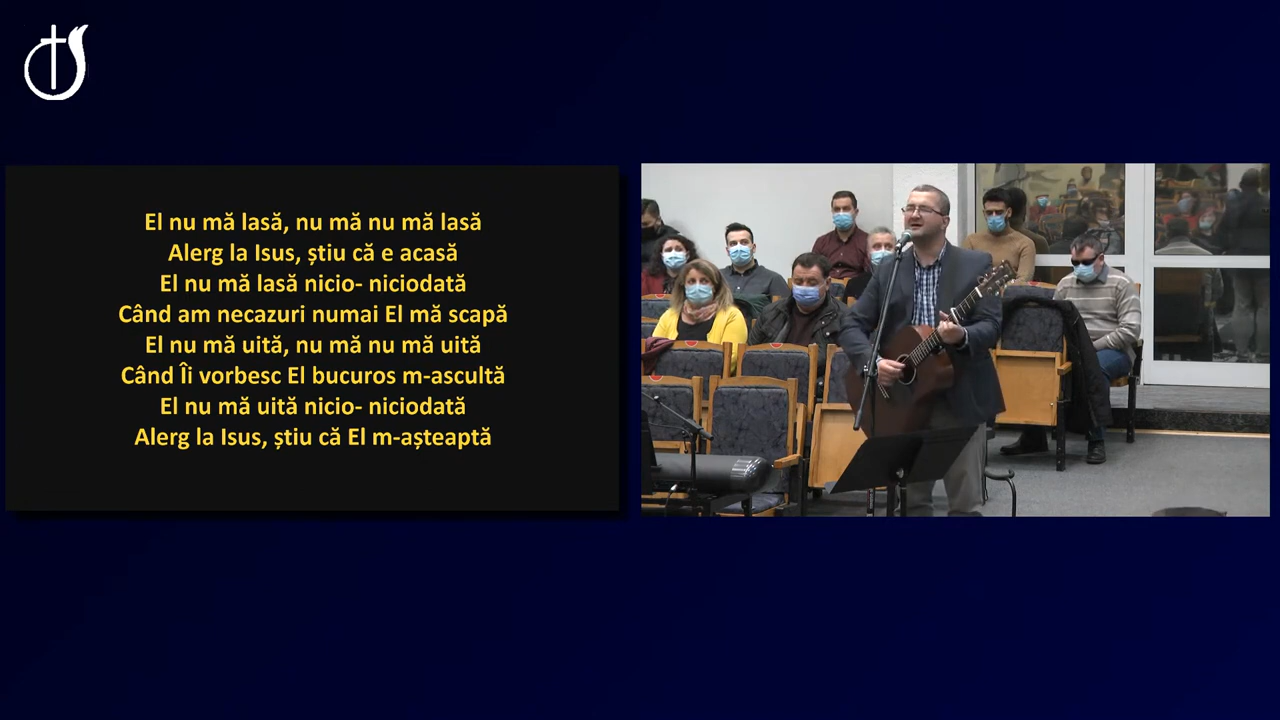 El nu mă lasă, nu mă nu mă lasă
Alerg la Isus, știu că e acasă
El nu mă lasă nicio- niciodată
Când am necazuri numai El mă scapă
El nu mă uită, nu mă nu mă uită
Când Îi vorbesc El bucuros m-ascultă
El nu mă uită nicio- niciodată
Alerg la Isus, știu că El m-așteaptă